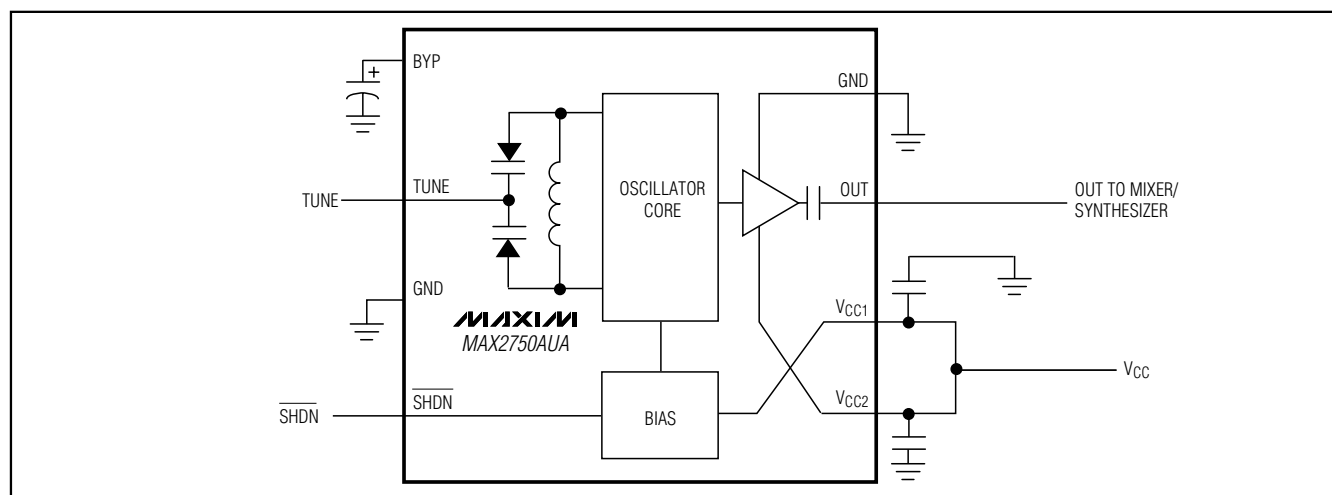 BYP
+
GND
TUNE
TUNE
OSCILLATOR
CORE
OUT
OUT TO MIXER/
SYNTHESIZER
GND
MAXIM
MAX2750AUA
VCC1
VCC
VCC2
SHDN
SHDN
BIAS